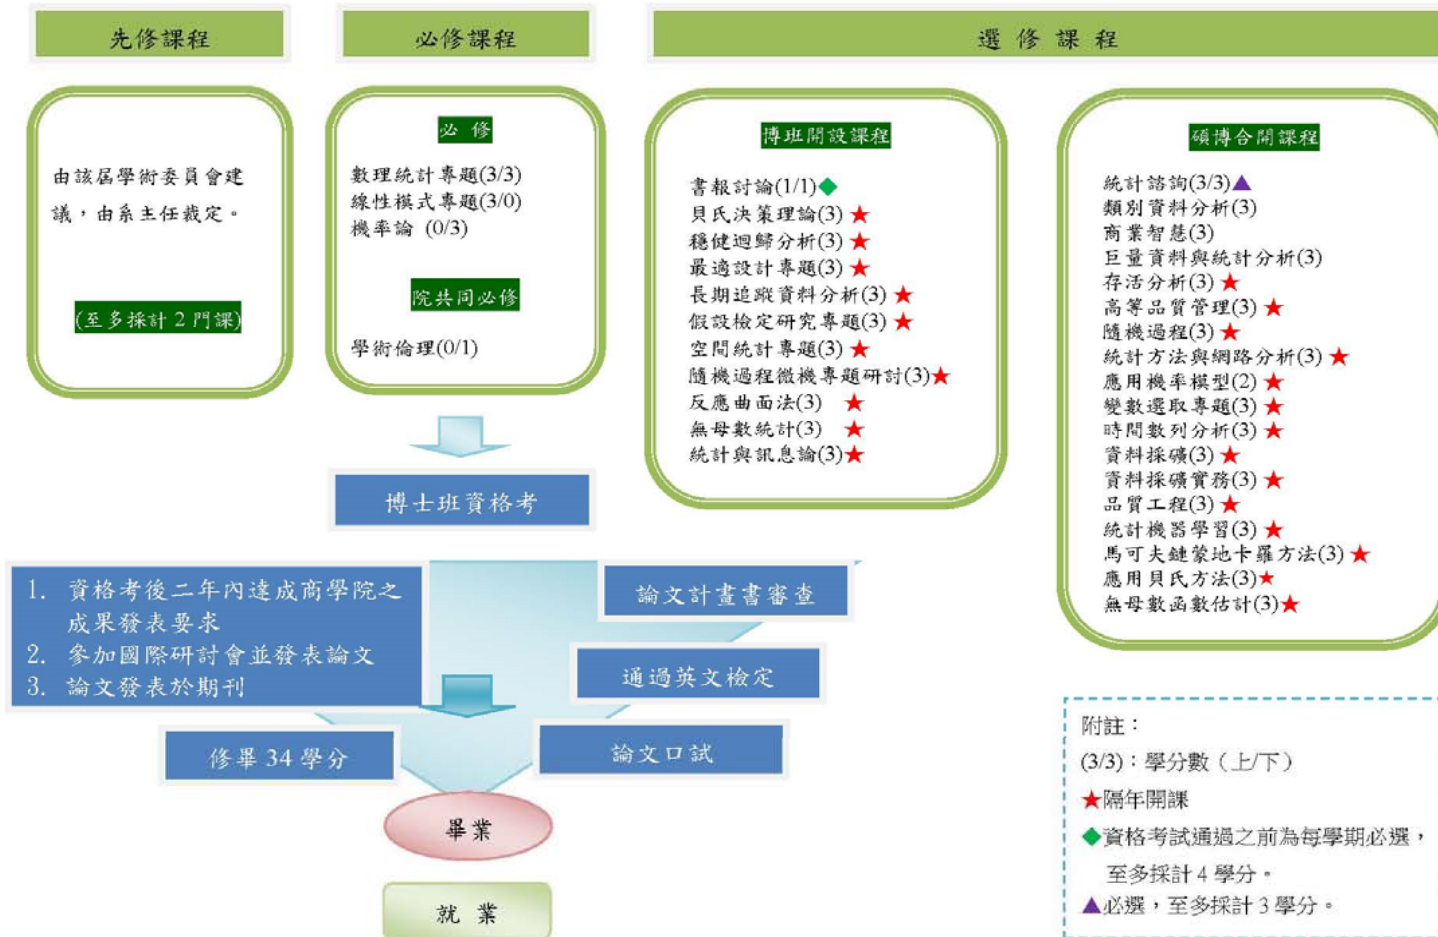 先修課程
必修課程
選修課程
由該屆學術委員會建
議，由系主任裁定。
(至多採計 2 門課)
必 修
數理統計專題(3/3)
線性模式專題(3/0)
機率論 (0/3)
院共同必修
學術倫理(0/1)
博班開設課程
書報討論(1/1)◆
貝氏決策理論(3) ★
穩健迴歸分析(3) ★
最適設計專題(3) ★
長期追蹤資料分析(3) ★
假設檢定研究專題(3) ★
空間統計專題(3) ★
隨機過程微機專題研討(3)★
反應曲面法(3) ★
無母數統計(3) ★
統計與訊息論(3)★
碩博合開課程
統計諮詢(3/3)▲
類別資料分析(3)
商業智慧(3)
巨量資料與統計分析(3)
存活分析(3) ★
高等品質管理(3) ★
隨機過程(3) ★
統計方法與網路分析(3) ★
應用機率模型(2) ★
變數選取專題(3) ★
時間數列分析(3) ★
資料採礦(3) ★
資料採礦實務(3) ★
品質工程(3) ★
統計機器學習(3) ★
馬可夫鏈蒙地卡羅方法(3) ★
應用貝氏方法(3)★
無母數函數估計(3)★
博士班資格考
1. 資格考後二年內達成商學院之
成果發表要求
2. 參加國際研討會並發表論文
3. 論文發表於期刊
論文計畫書審查
通過英文檢定
修畢 34 學分
論文口試
畢業
就 業
附註：
(3/3)：學分數（上/下）
★隔年開課
◆資格考試通過之前為每學期必選，
至多採計 4 學分。
▲必選，至多採計 3 學分。